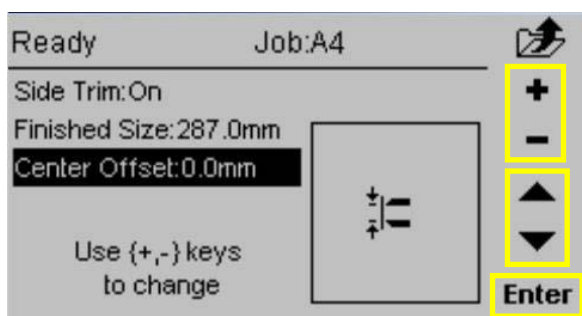 Ready Job:A4
Side Trim:On
Finished Size:287.0mm
Center Offset:0.0mm
Use {+,-} keys
to change
+
-
Enter